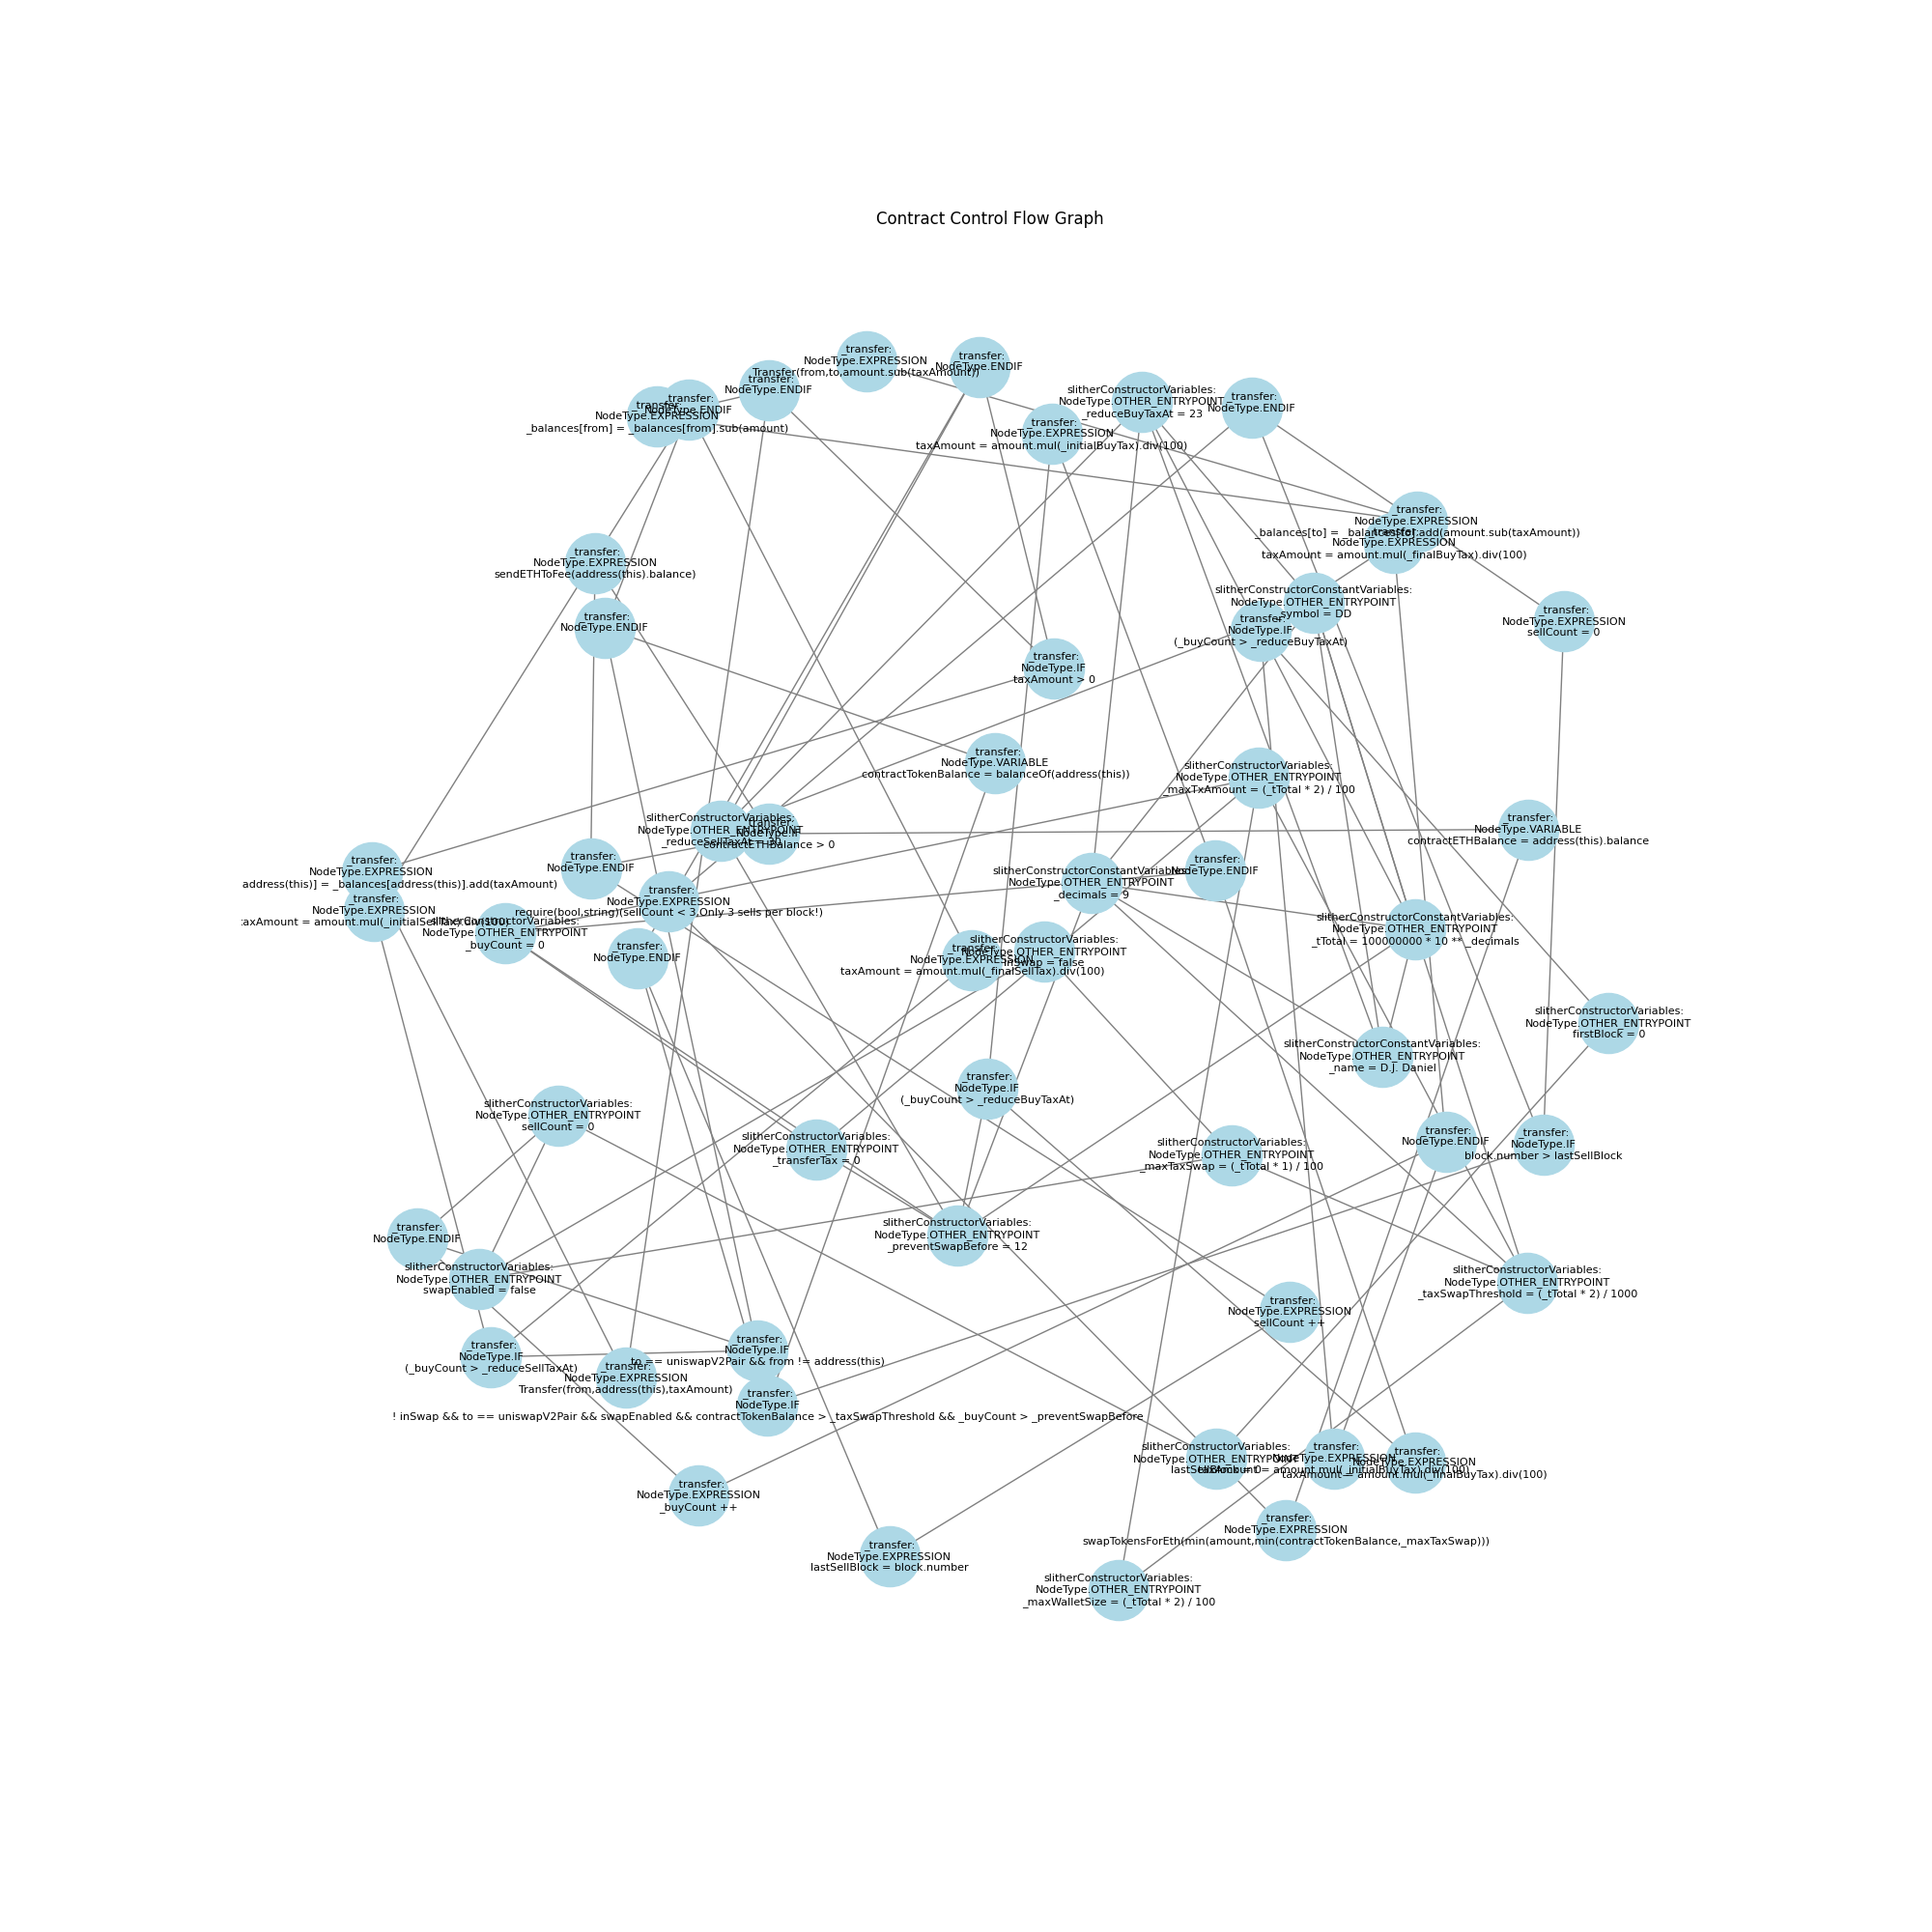 Contract Control Flow Graph
_transfer:
NodeType.EXPRESSION
Transfer(from,to,amount.sub(taxAmount))
_transfer:
NodeType.ENDIF
_transfer:
NodeType.ENDIF
slitherConstructorVariables:
NodeType.OTHER_ENTRYPOINT
_reduceBuyTaxAt = 23
_transfer:
NodeType.ENDIF
_transfer:
NodeType.ENDIF
_transfer:
NodeType.EXPRESSION
_balances[from] = _balances[from].sub(amount)
_transfer:
NodeType.EXPRESSION
taxAmount = amount.mul(_initialBuyTax).div(100)
_transfer:
NodeType.EXPRESSION
_balances[to] = _balances[to].add(amount.sub(taxAmount))
_transfer:
NodeType.EXPRESSION
taxAmount = amount.mul(_finalBuyTax).div(100)
_transfer:
NodeType.EXPRESSION
sendETHToFee(address(this).balance)
slitherConstructorConstantVariables:
NodeType.OTHER_ENTRYPOINT
_symbol = DD
_transfer:
NodeType.EXPRESSION
sellCount = 0
_transfer:
NodeType.ENDIF
_transfer:
NodeType.IF
(_buyCount > _reduceBuyTaxAt)
_transfer:
NodeType.IF
taxAmount > 0
_transfer:
NodeType.VARIABLE
contractTokenBalance = balanceOf(address(this))
slitherConstructorVariables:
NodeType.OTHER_ENTRYPOINT
_maxTxAmount = (_tTotal * 2) / 100
slitherConstructorVariables:
NodeType.OTHER_ENTRYPOINT
_reduceSellTaxAt = 30
_transfer:
NodeType.IF
contractETHBalance > 0
_transfer:
NodeType.VARIABLE
contractETHBalance = address(this).balance
_transfer:
NodeType.EXPRESSION
address(this)] = _balances[address(this)].add(taxAmount)
_transfer:
NodeType.ENDIF
slitherConstructorConstantVariables:
NodeType.OTHER_ENTRYPOINT
_decimals = 9
_transfer:
NodeType.ENDIF
_transfer:
NodeType.EXPRESSION
require(bool,string)(sellCount < 3,Only 3 sells per block!)
_transfer:
NodeType.EXPRESSION
:axAmount = amount.mul(_initialSellTax).div(100)
slitherConstructorVariables:
NodeType.OTHER_ENTRYPOINT
_buyCount = 0
slitherConstructorConstantVariables:
NodeType.OTHER_ENTRYPOINT
_tTotal = 100000000 * 10 ** _decimals
_transfer:
NodeType.ENDIF
_transfer:
NodeType.EXPRESSION
taxAmount = amount.mul(_finalSellTax).div(100)
slitherConstructorVariables:
NodeType.OTHER_ENTRYPOINT
inSwap = false
slitherConstructorVariables:
NodeType.OTHER_ENTRYPOINT
firstBlock = 0
slitherConstructorConstantVariables:
NodeType.OTHER_ENTRYPOINT
_name = D.J. Daniel
_transfer:
NodeType.IF
(_buyCount > _reduceBuyTaxAt)
slitherConstructorVariables:
NodeType.OTHER_ENTRYPOINT
sellCount = 0
slitherConstructorVariables:
NodeType.OTHER_ENTRYPOINT
_transferTax = 0
slitherConstructorVariables:
NodeType.OTHER_ENTRYPOINT
_maxTaxSwap = (_tTotal * 1) / 100
_transfer:
NodeType.ENDIF
_transfer:
NodeType.IF
block.number > lastSellBlock
_transfer:
NodeType.ENDIF
slitherConstructorVariables:
NodeType.OTHER_ENTRYPOINT
_preventSwapBefore = 12
slitherConstructorVariables:
NodeType.OTHER_ENTRYPOINT
swapEnabled = false
slitherConstructorVariables:
NodeType.OTHER_ENTRYPOINT
_taxSwapThreshold = (_tTotal * 2) / 1000
_transfer:
NodeType.EXPRESSION
sellCount ++
_transfer:
NodeType.IF
(_buyCount > _reduceSellTaxAt)
_transfer:
NodeType.IF
to == uniswapV2Pair && from != address(this)
_transfer:
NodeType.EXPRESSION
Transfer(from,address(this),taxAmount)
_transfer:
NodeType.IF
! inSwap && to == uniswapV2Pair && swapEnabled && contractTokenBalance > _taxSwapThreshold && _buyCount > _preventSwapBefore
slitherConstructorVariables:
NodeType.OTHER_ENTRYPOINT
lastSellBlock = 0
_transfer:
NodeType.EXPRESSION
taxAmount = amount.mul(_initialBuyTax).div(100)
_transfer:
NodeType.EXPRESSION
taxAmount = amount.mul(_finalBuyTax).div(100)
_transfer:
NodeType.EXPRESSION
_buyCount ++
_transfer:
NodeType.EXPRESSION
swapTokensForEth(min(amount,min(contractTokenBalance,_maxTaxSwap)))
_transfer:
NodeType.EXPRESSION
lastSellBlock = block.number
slitherConstructorVariables:
NodeType.OTHER_ENTRYPOINT
_maxWalletSize = (_tTotal * 2) / 100